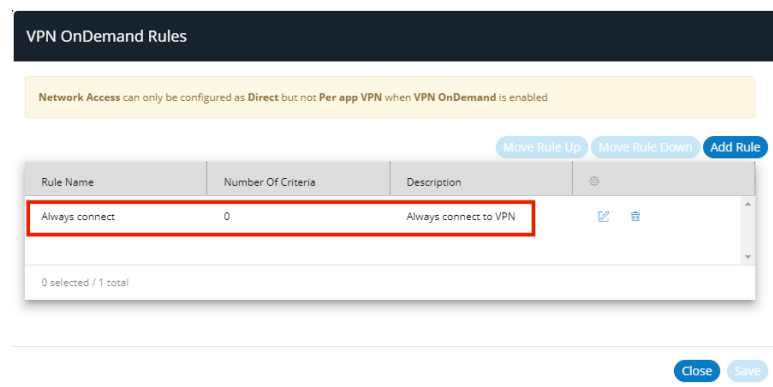 VPN OnDemand Rules
Network Access can only be configured as Direct but not Per app VPN when VPN OnDemand is enabled
Move Rule Up Move Rule Down Add Rule
Rule Name Number Of Criteria Description
Always connect 0 Always connect to VPN
0 selected / 1 total
Close Save